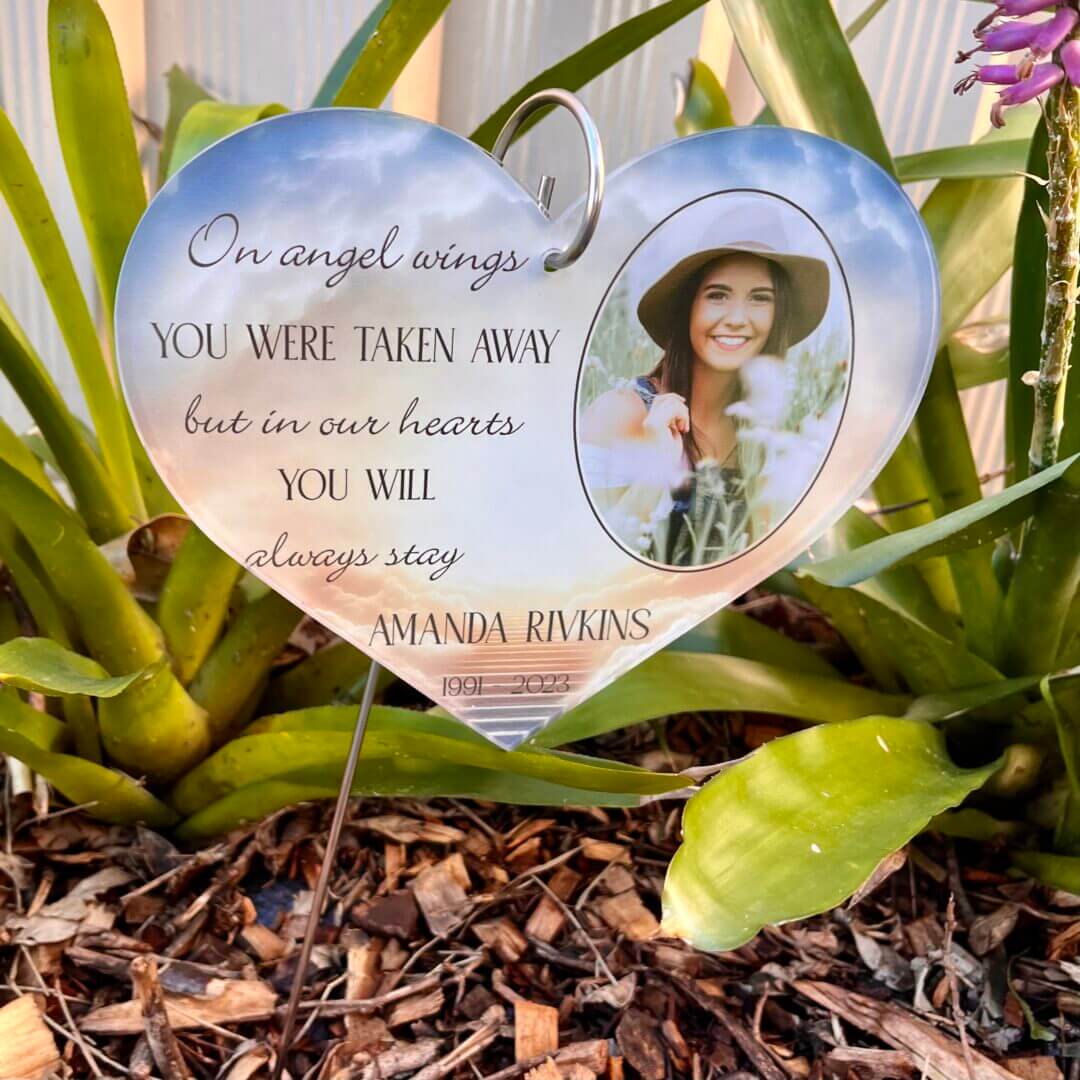 On angel wings
YOU WERE TAKEN AWAY
but in our hearts
YOU WILL
always stay
AMANDA RIVKINS
1991 - 2023